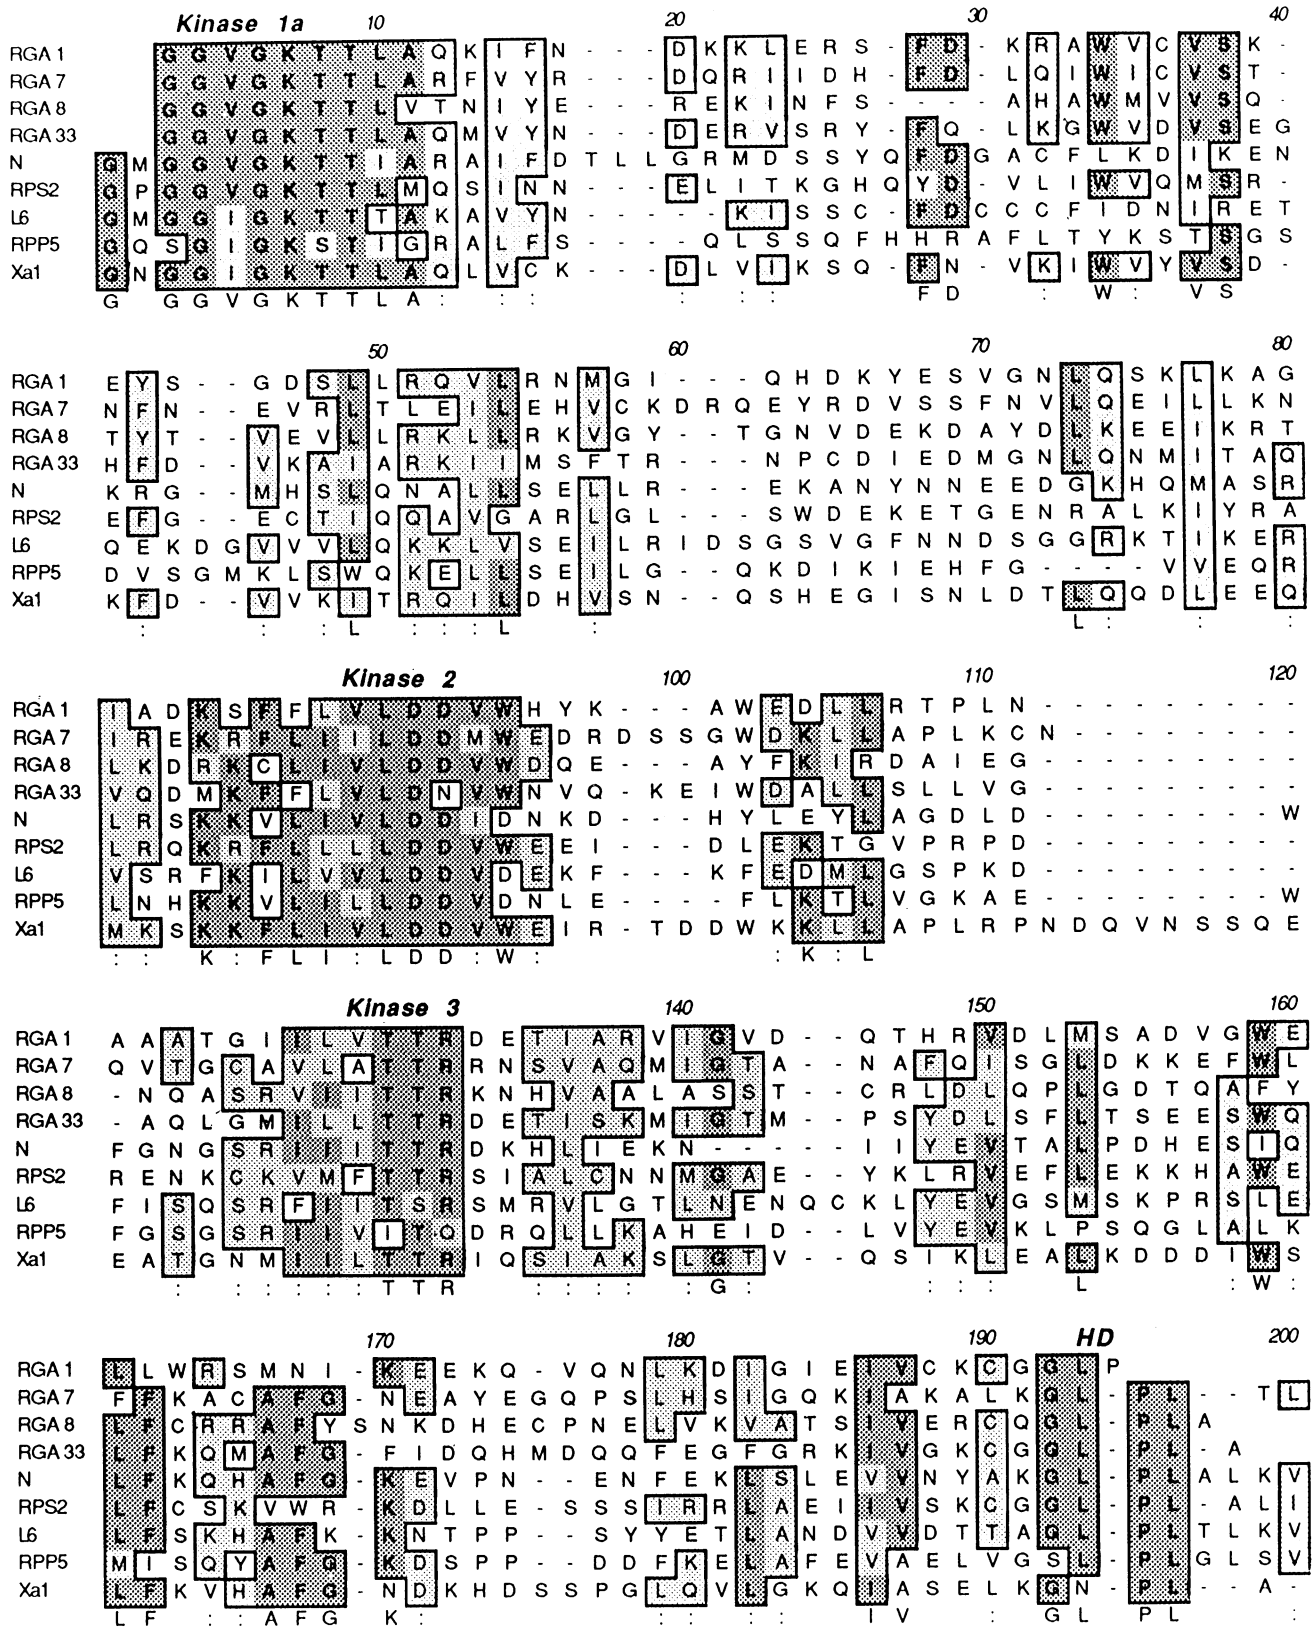 Kinase 1a 10 20 30 40
RGA 1 G G V G K T T L A Q K I F N - - - D K K L E R S - F D - K R A W V C V S K -
RGA 7 G G V G K T T L A R F V Y R - - - D Q R I I D H - F D - L Q I W I C V S T -
RGA 8 G G V G K T T L V T N I Y E - - - R E K I N F S - - - - A H A W M V V S Q -
RGA 33 G G V G K T T L A Q M V Y N - - - D E R V S R Y - F Q - L K G W V D V S E G
N G M G G V G K T T I A R A I F D T L L G R M D S S Y Q F D G A C F L K D I K E N
RPS2 G P G G V G K T T L M Q S I N N - - - E L I T K G H Q Y D - V L I W V Q M S R -
L6 G M G G I G K T T T A K A V Y N - - - - - K I S S C - F D C C C F I D N I R E T
RPP5 G Q S G I G K S T I G R A L F S - - - - Q L S S Q F H H R A F L T Y K S T S G S
Xa1 G N G G I G K T T L A Q L V C K - - - D L V I K S Q - F N - V K I W V Y V S D -
G G G V G K T T L A : : : : : : F D : W : V S
50 60 70 80
RGA 1 E Y S - - G D S L L R Q V L R N M G I - - - Q H D K Y E S V G N L Q S K L K A G
RGA 7 N F N - - E V R L T L E I L E H V C K D R Q E Y R D V S S F N V L Q E I L L K N
RGA 8 T Y T - - V E V L L R K L L R K V G Y - - T G N V D E K D A Y D L K E E I K R T
RGA 33 H F D - - V K A I A R K I I M S F T R - - - N P C D I E D M G N L Q N M I T A Q
N K R G - - M H S L Q N A L L S E L L R - - - E K A N Y N N E E D G K H Q M A S R
RPS2 E F G - - E C T I Q Q A V G A R L G L - - - S W D E K E T G E N R A L K I Y R A
L6 Q E K D G V V V L Q K K L V S E I L R I D S G S V G F N N D S G G R K T I K E R
RPP5 D V S G M K L S W Q K E L L S E I L G - - Q K D I K I E H F G - - - V V E Q R
Xa1 K F D - - V V K I T R Q I L D H V S N - - Q S H E G I S N L D T L Q Q D L E E Q
: : : L : : : L : L : : :
Kinase 2 100 110 120
RGA 1 I A D K S F F L V L D D V W H Y K - - - A W E D L L R T P L N - - - - - - - - -
RGA 7 I R E K R F L I I L D D M W E D R D S S G W D K L L A P L K C N - - - - - - - -
RGA 8 L K D R K C L I V L D D V W D Q E - - - A Y F K I R D A I E G - - - - - - - - -
RGA 33 V Q D M K F F L V L D N V W N V Q - K E I W D A L L S L L V G - - - - - - - - -
N L R S K K V L I V L D D I D N K D - - - H Y L E Y L A G D L D - - - - - - - - W
RPS2 L R Q K R F L L L L D D V W E E I - - - D L E K T G V P R P D - - - - - - - - -
L6 V S R F K I L V V L D D V D E K F - - - K F E D M L G S P K D - - - - - - - - -
RPP5 L N H K K V L I L L D D V D N L E - - - F L K T L V G K A E - - - - - - - - W
Xa1 M K S K K F L I V L D D V W E I R - T D D W K K L L A P L R P N D Q V N S S Q E
: : K : F L I : L D D : W : : K : L
Kinase 3 140 150 160
RGA 1 A A A T G I I L V T T R D E T I A R V I G V D - - Q T H R V D L M S A D V G W E
RGA 7 Q V T G C A V L A T T R R N S V A Q M I G T A - - N A F Q I S G L D K K E F W L
RGA 8 - N Q A S R V I I T T R K N H V A A L A S S T - - C R L D L Q P L G D T Q A F Y
RGA 33 - A Q L G M I L L T T R D E T I S K M I G T M - - P S Y D L S F L T S E E S W Q
N F G N G S R I I I T T R D K H L I E K N - - - - - I I Y E V T A L P D H E S I Q
RPS2 R E N K C K V M F T T R S I A L C N N M G A E - - Y K L R V E F L E K K H A W E
L6 F I S Q S R F I I T S R S M R V L G T L N E N Q C K L Y E V G S M S K P R S L E
RPP5 F G S G S R I I V I T Q D R Q L L K A H E I D - - L V Y E V K L P S Q G L A L K
Xa1 E A T G N M I I L T T R I Q S I A K S L G T V - - Q S I K L E A L K D D D I W S
: : : : : T T R : : : : : G : : : : L : W :
170 180 190 HD 200
RGA 1 L L W R S M N I - K E E K Q - V Q N L K D I G I E I V C K C G G L P
RGA 7 F F K A C A F G - N E A Y E G Q P S L H S I G Q K I A K A L K G L - P L - - T L
RGA 8 L F C R R A F Y S N K D H E C P N E L V K V A T S I V E R C Q G L - P L A
RGA 33 L F K Q M A F G - F I D Q H M D Q Q F E G F G R K I V G K C G G L - P L - A
N L F K Q H A F G - K E V P N - - E N F E K L S L E V V N Y A K G L - P L A L K V
RPS2 L F C S K V W R - K D L L E - S S S I R R L A E I I V S K C G G L - P L - A L I
L6 L F S K H A F K - K N T P P - - S Y Y E T L A N D V V D T T A G L - P L T L K V
RPP5 M I S Q Y A F G - K D S P P - - D D F K E L A F E V A E L V G S L - P L G L S V
Xa1 L F K V H A F G - N D K H D S S P G L Q V L G K Q I A S E L K G N - P L - A -
L F : : A F G K : : : : : I V : G L P L :